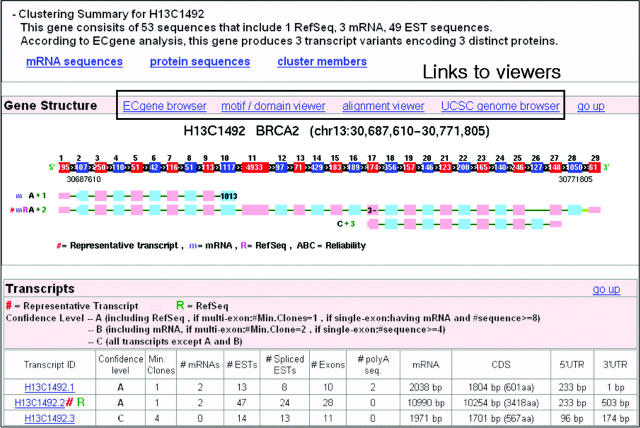 - Clustering Summary for H13C1492
This gene consisits of 53 sequences that include 1 RefSeq, 3 mRNA, 49 EST sequences.
According to ECgene analysis, this gene produces 3 transcript variants encoding 3 distinct proteins.
mRNA sequences protein sequences cluster members
Links to viewers
Gene Structure ECgene browser motif / domain viewer alignment viewer UCSC genome browser go up
H13C1492 BRCA2 (chr13:30,687,610-30,771,805)
1 2 3 4 5 6 7 8 9 10 11 12 13 14 15 16 17 18 19 20 21 22 23 24 25 26 27 28 29
5' 95 107 250 110 51 42 116 51 113 117 4933 97 71 429 183 189 174 156 146 123 200 165 140 148 1050 61 3'
30687610 30771805
m A + 1 1013
#mRA + 2 3
C + 3
#= Representative transcript , m= mRNA, R= RefSeq, ABC = Reliability
Transcripts go up
# = Representative Transcript R = RefSeq
Confidence Level -- A (including RefSeq , if multi-exon:#Min.Clones=1 , if single-exon:having mRNA and #sequence>=8)
-- B (including mRNA, if multi-exon:#Min.Clone=2 , if single-exon:#sequence>=4)
-- C (all transcripts except A and B)
Transcript ID Confidence level Min. Clones # mRNAs # ESTs # Spliced ESTs # Exons # polyA seq. mRNA CDS 5'UTR 3'UTR
H13C1492.1 A 1 2 13 8 10 2 2038 bp 1804 bp (601aa) 233 bp 1 bp
H13C1492.2# R A 1 2 47 24 28 0 10990 bp 10254 bp (3418aa) 233 bp 503 bp
H13C1492.3 C 4 0 14 13 11 0 1971 bp 1701 bp (567aa) 96 bp 174 bp